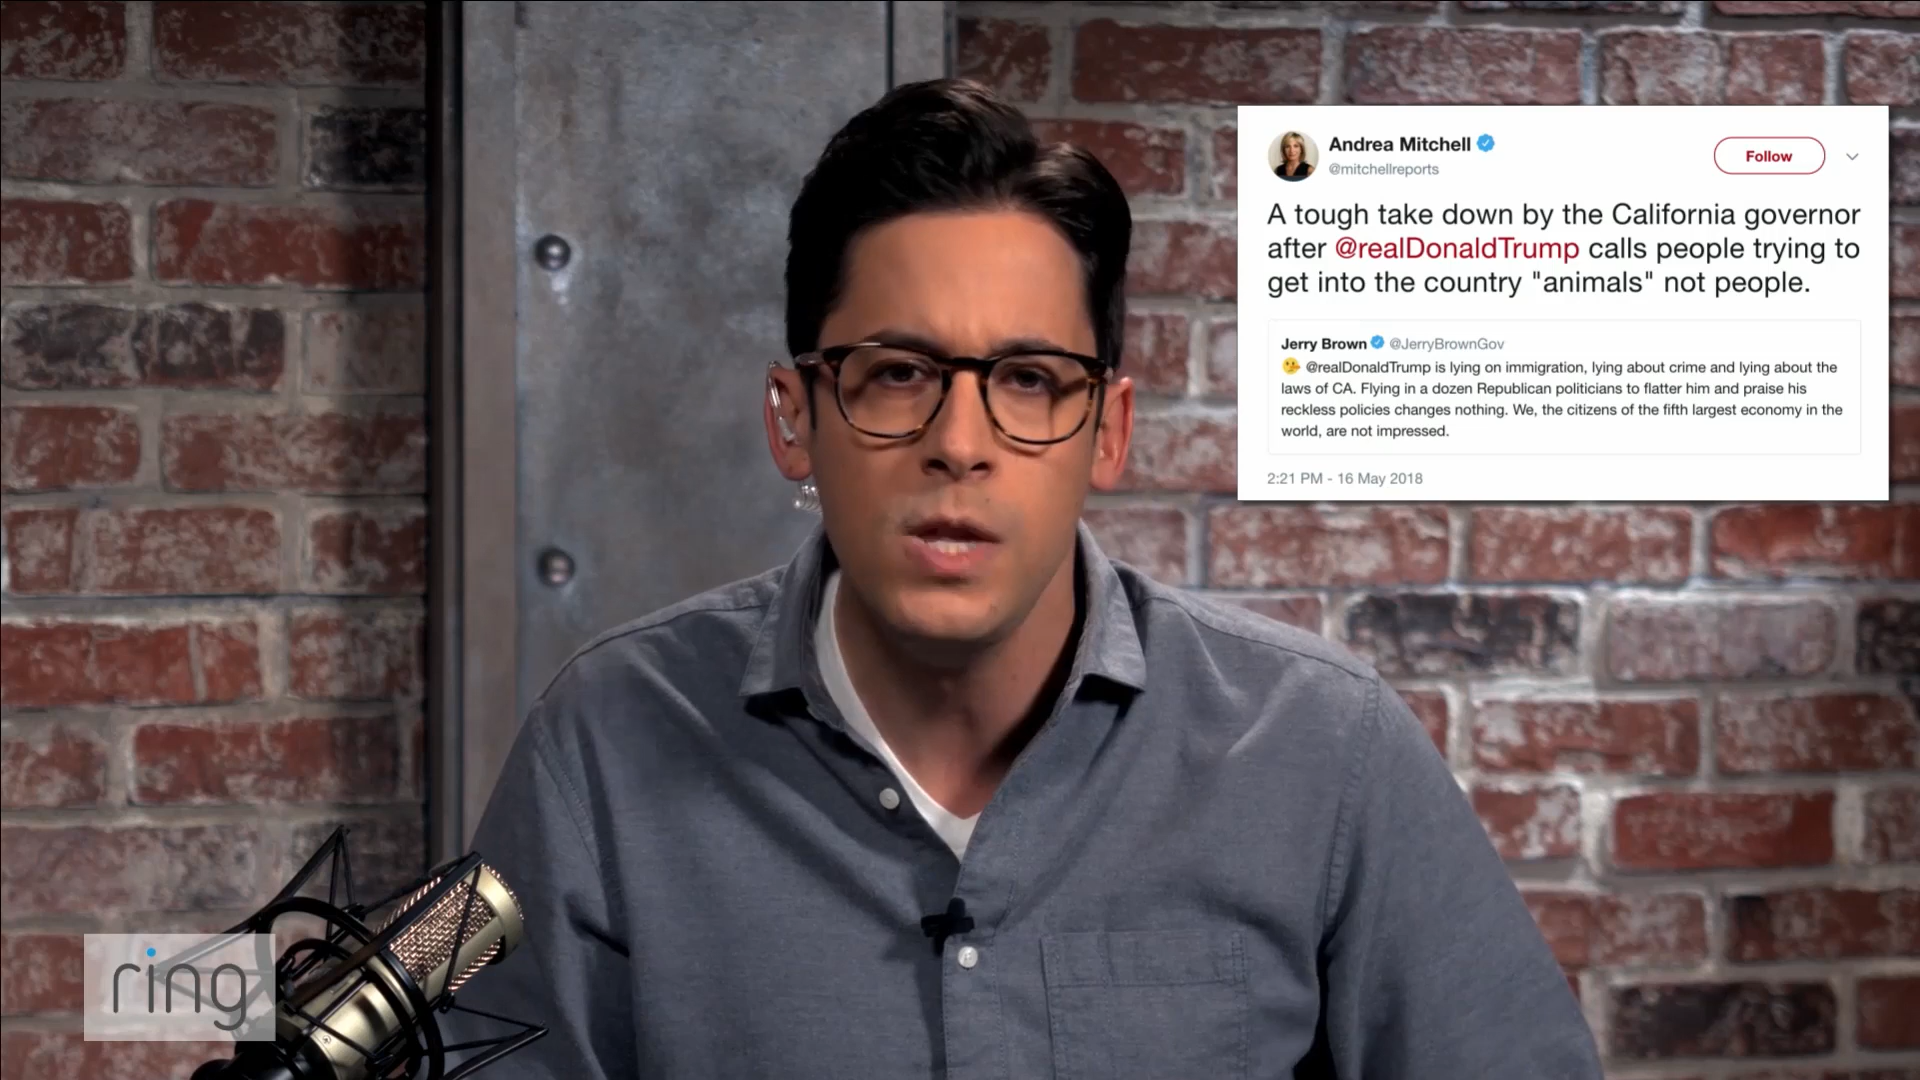 Andrea Mitchell
@mitchellreports
Follow
A tough take down by the California governor
after @realDonaldTrump calls people trying to
get into the country "animals" not people.
Jerry Brown @JerryBrownGov
@realDonaldTrump is lying on immigration, lying about crime and lying about the
laws of CA. Flying in a dozen Republican politicians to flatter him and praise his
reckless policies changes nothing. We, the citizens of the fifth largest economy in the
world, are not impressed.
2:21 PM - 16 May 2018
ring